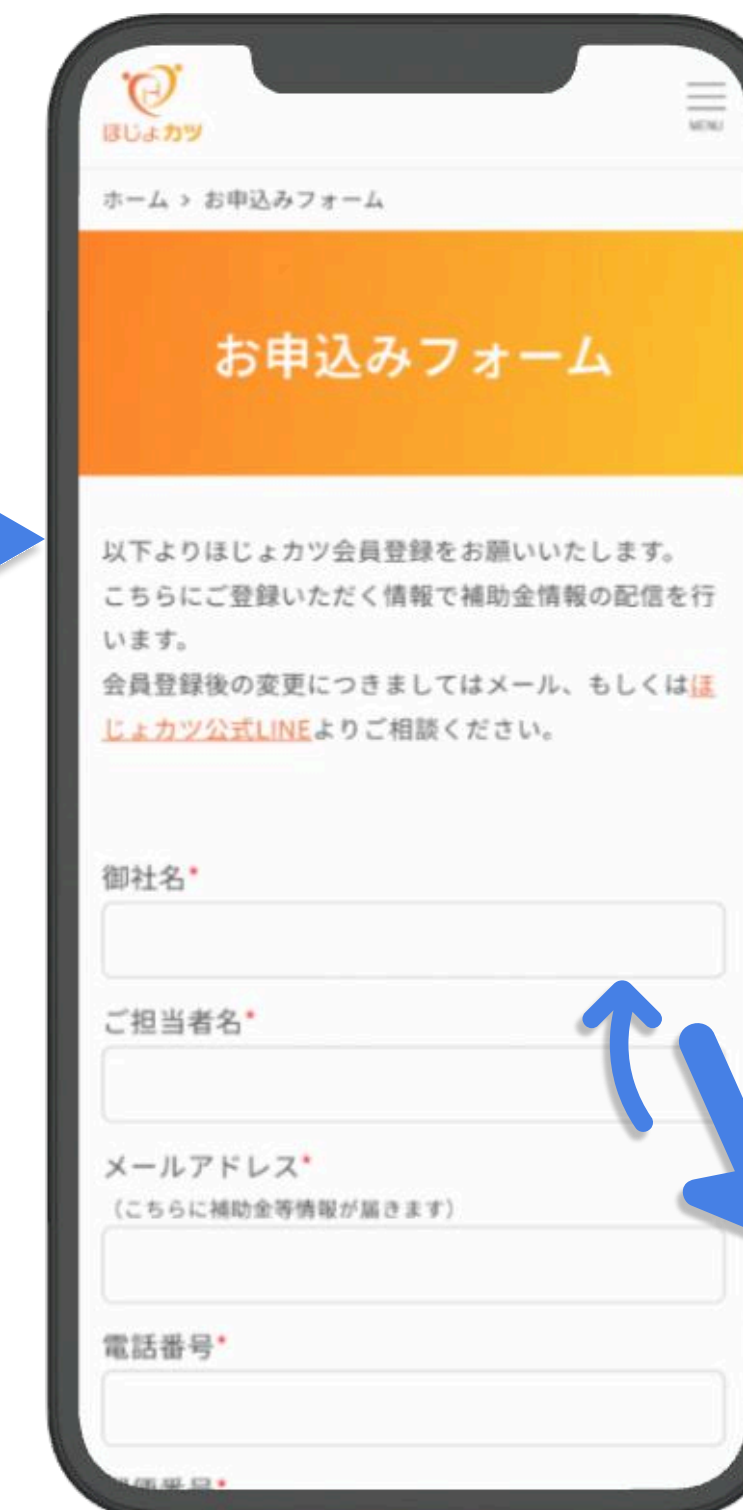 ほじょカツ
MENU
ホーム > お申込みフォーム
お申込みフォーム
以下よりほじょカツ会員登録をお願いいたします。
こちらにご登録いただく情報で補助金情報の配信を行
います。
会員登録後の変更につきましてはメール、もしくはほ
じょカツ公式LINEよりご相談ください。
御社名*
ご担当者名*
メールアドレス*
（こちらに補助金等情報が届きます）
電話番号*